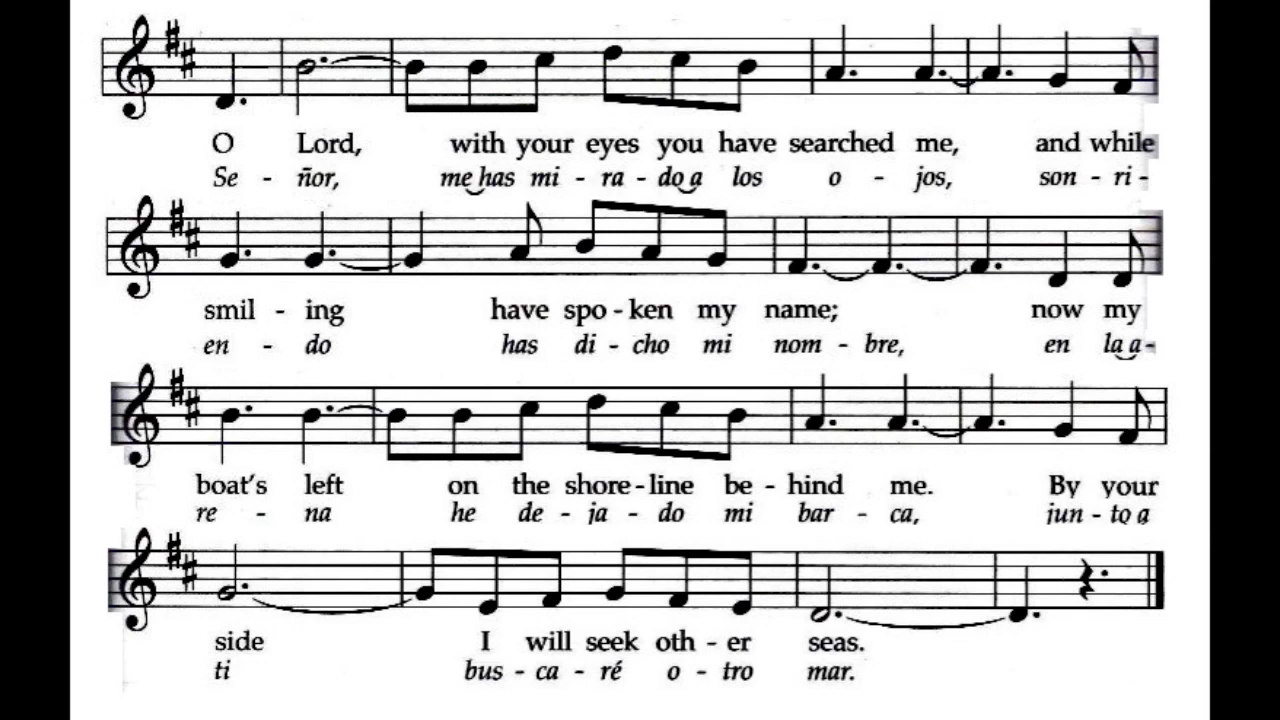 O Lord, with your eyes you have searched me, and while
Se - ñor, me has mi - ra - do a los o - jos, son - ri -
smil - ing have spo - ken my name; now my
en - do has di - cho mi nom - bre, en la a -
boat's left on the shore - line be - hind me. By your
re - na he de - ja - do mi bar - ca, jun - to a
side I will seek oth - er seas.
ti bus - ca - ré o - tro mar.